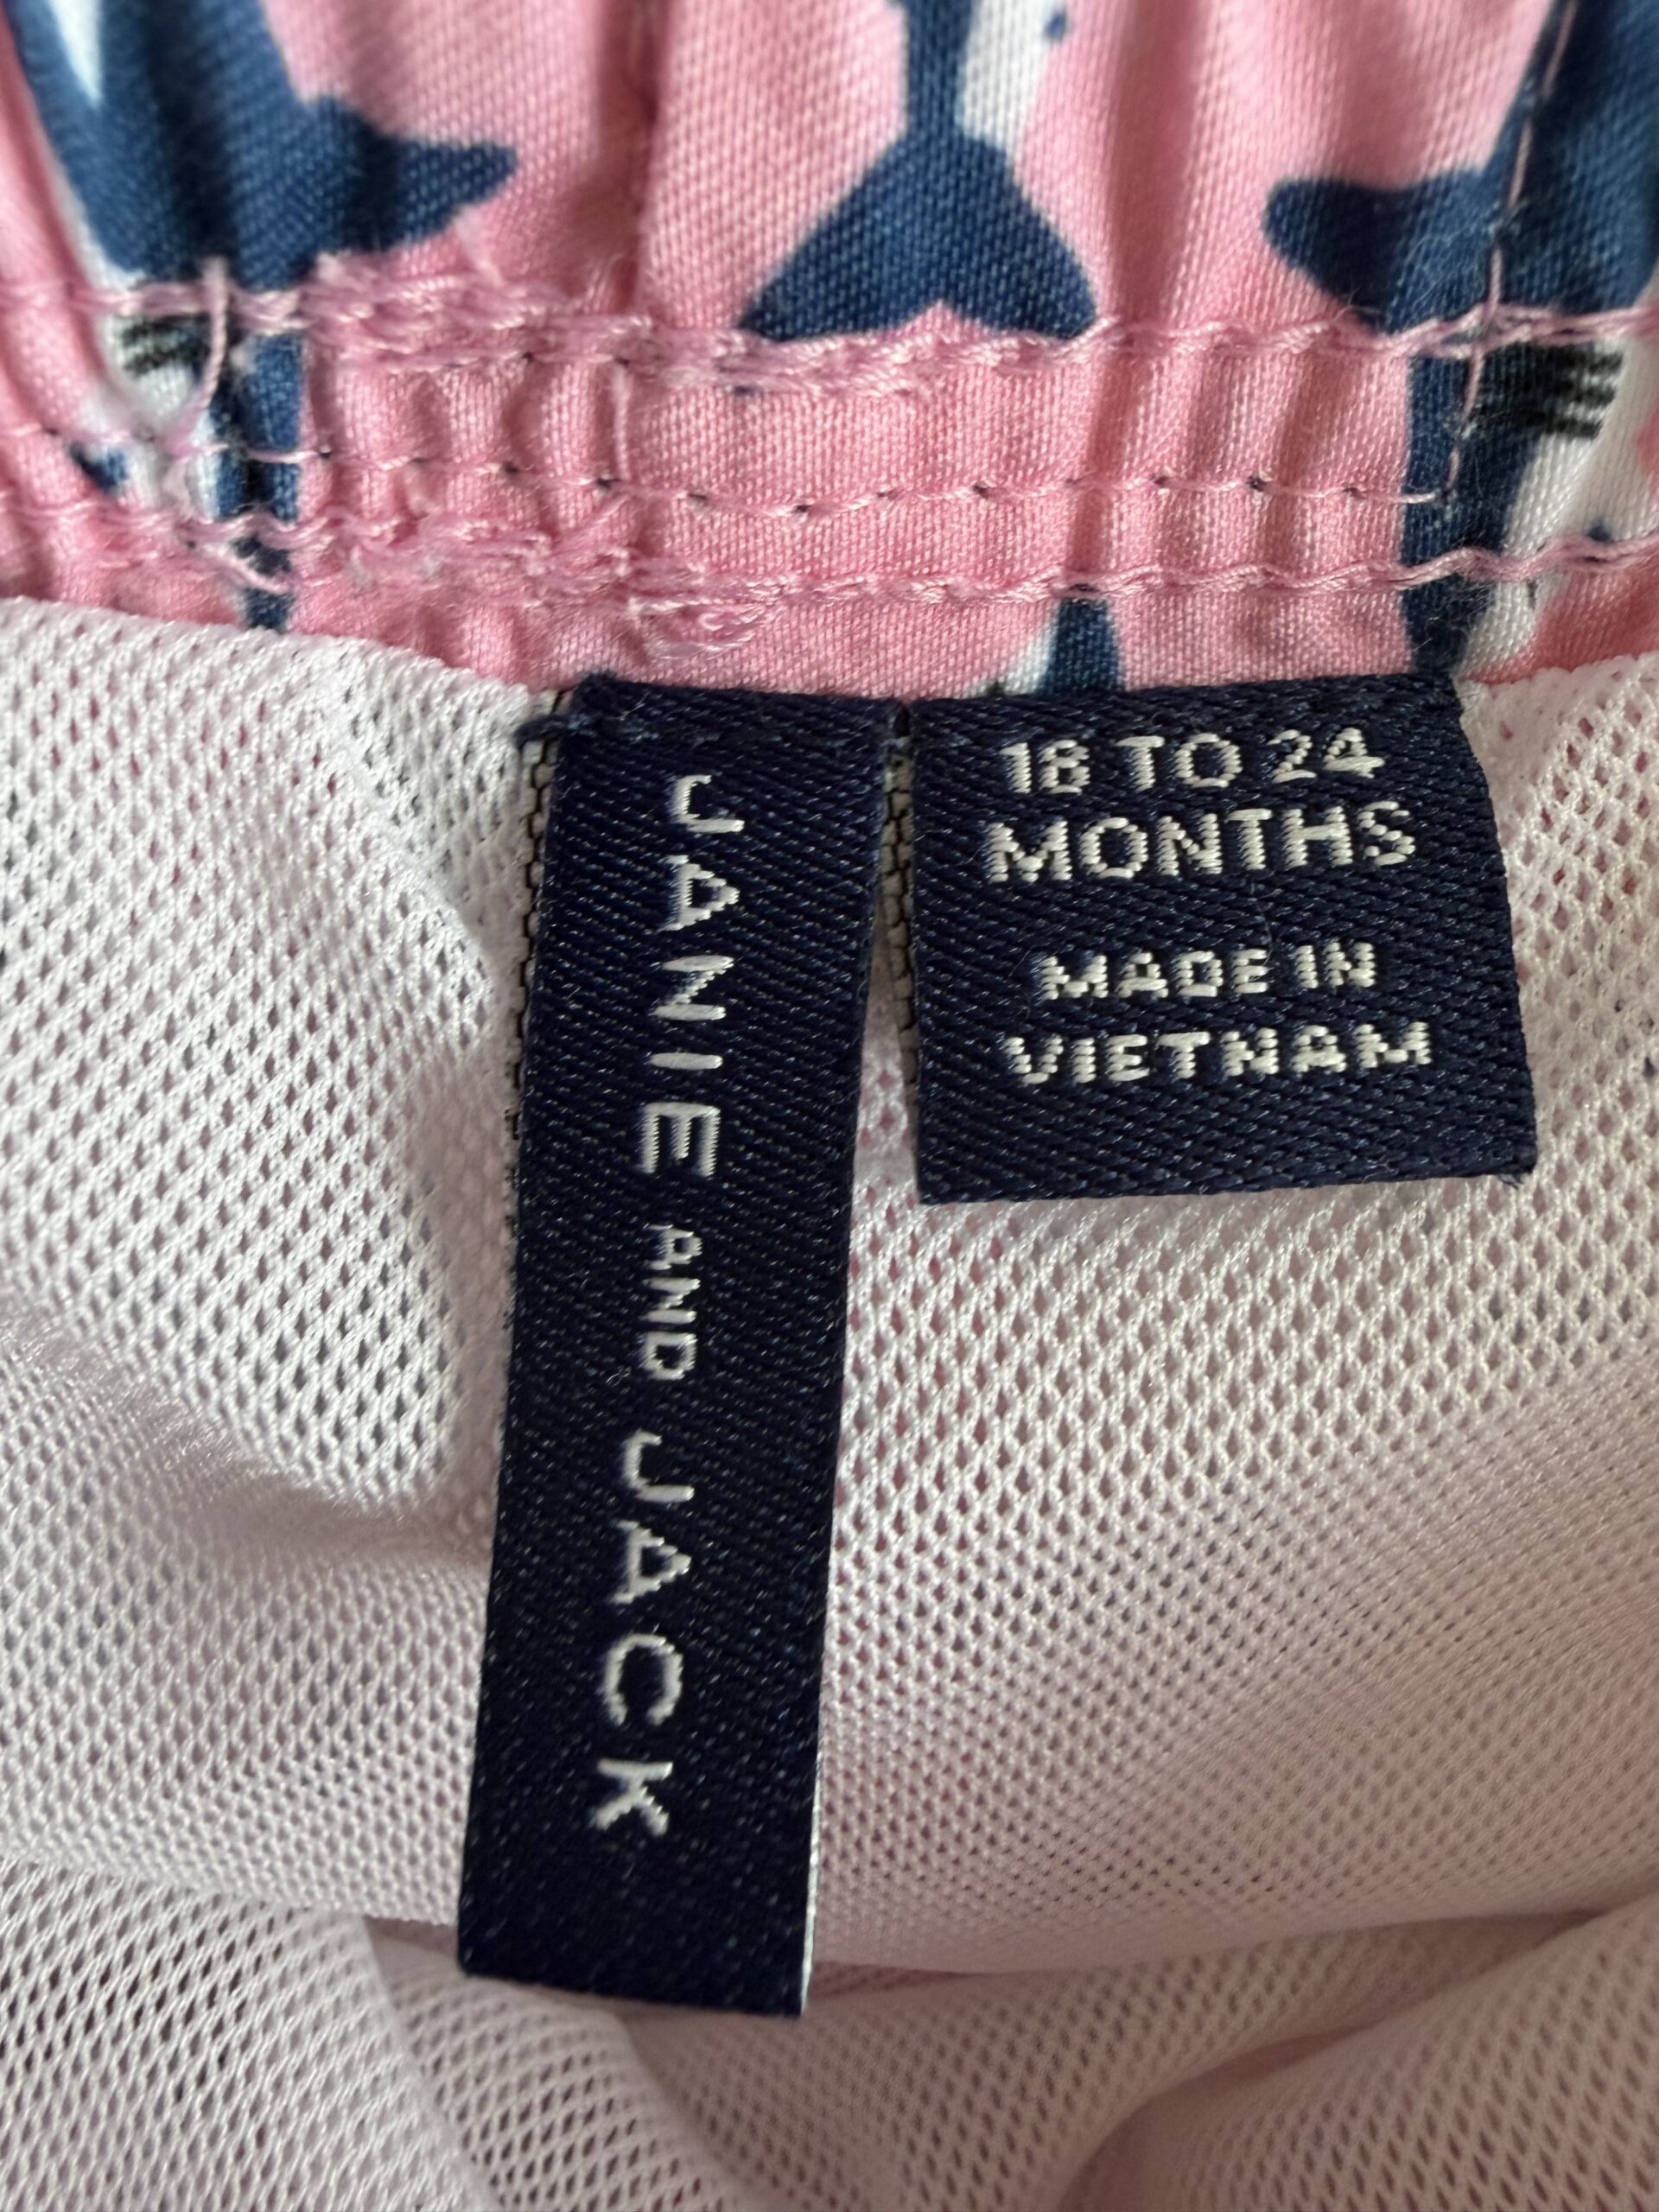 JANIE AND JACK
18 TO 24
MONTHS
MADE IN
VIETNAM